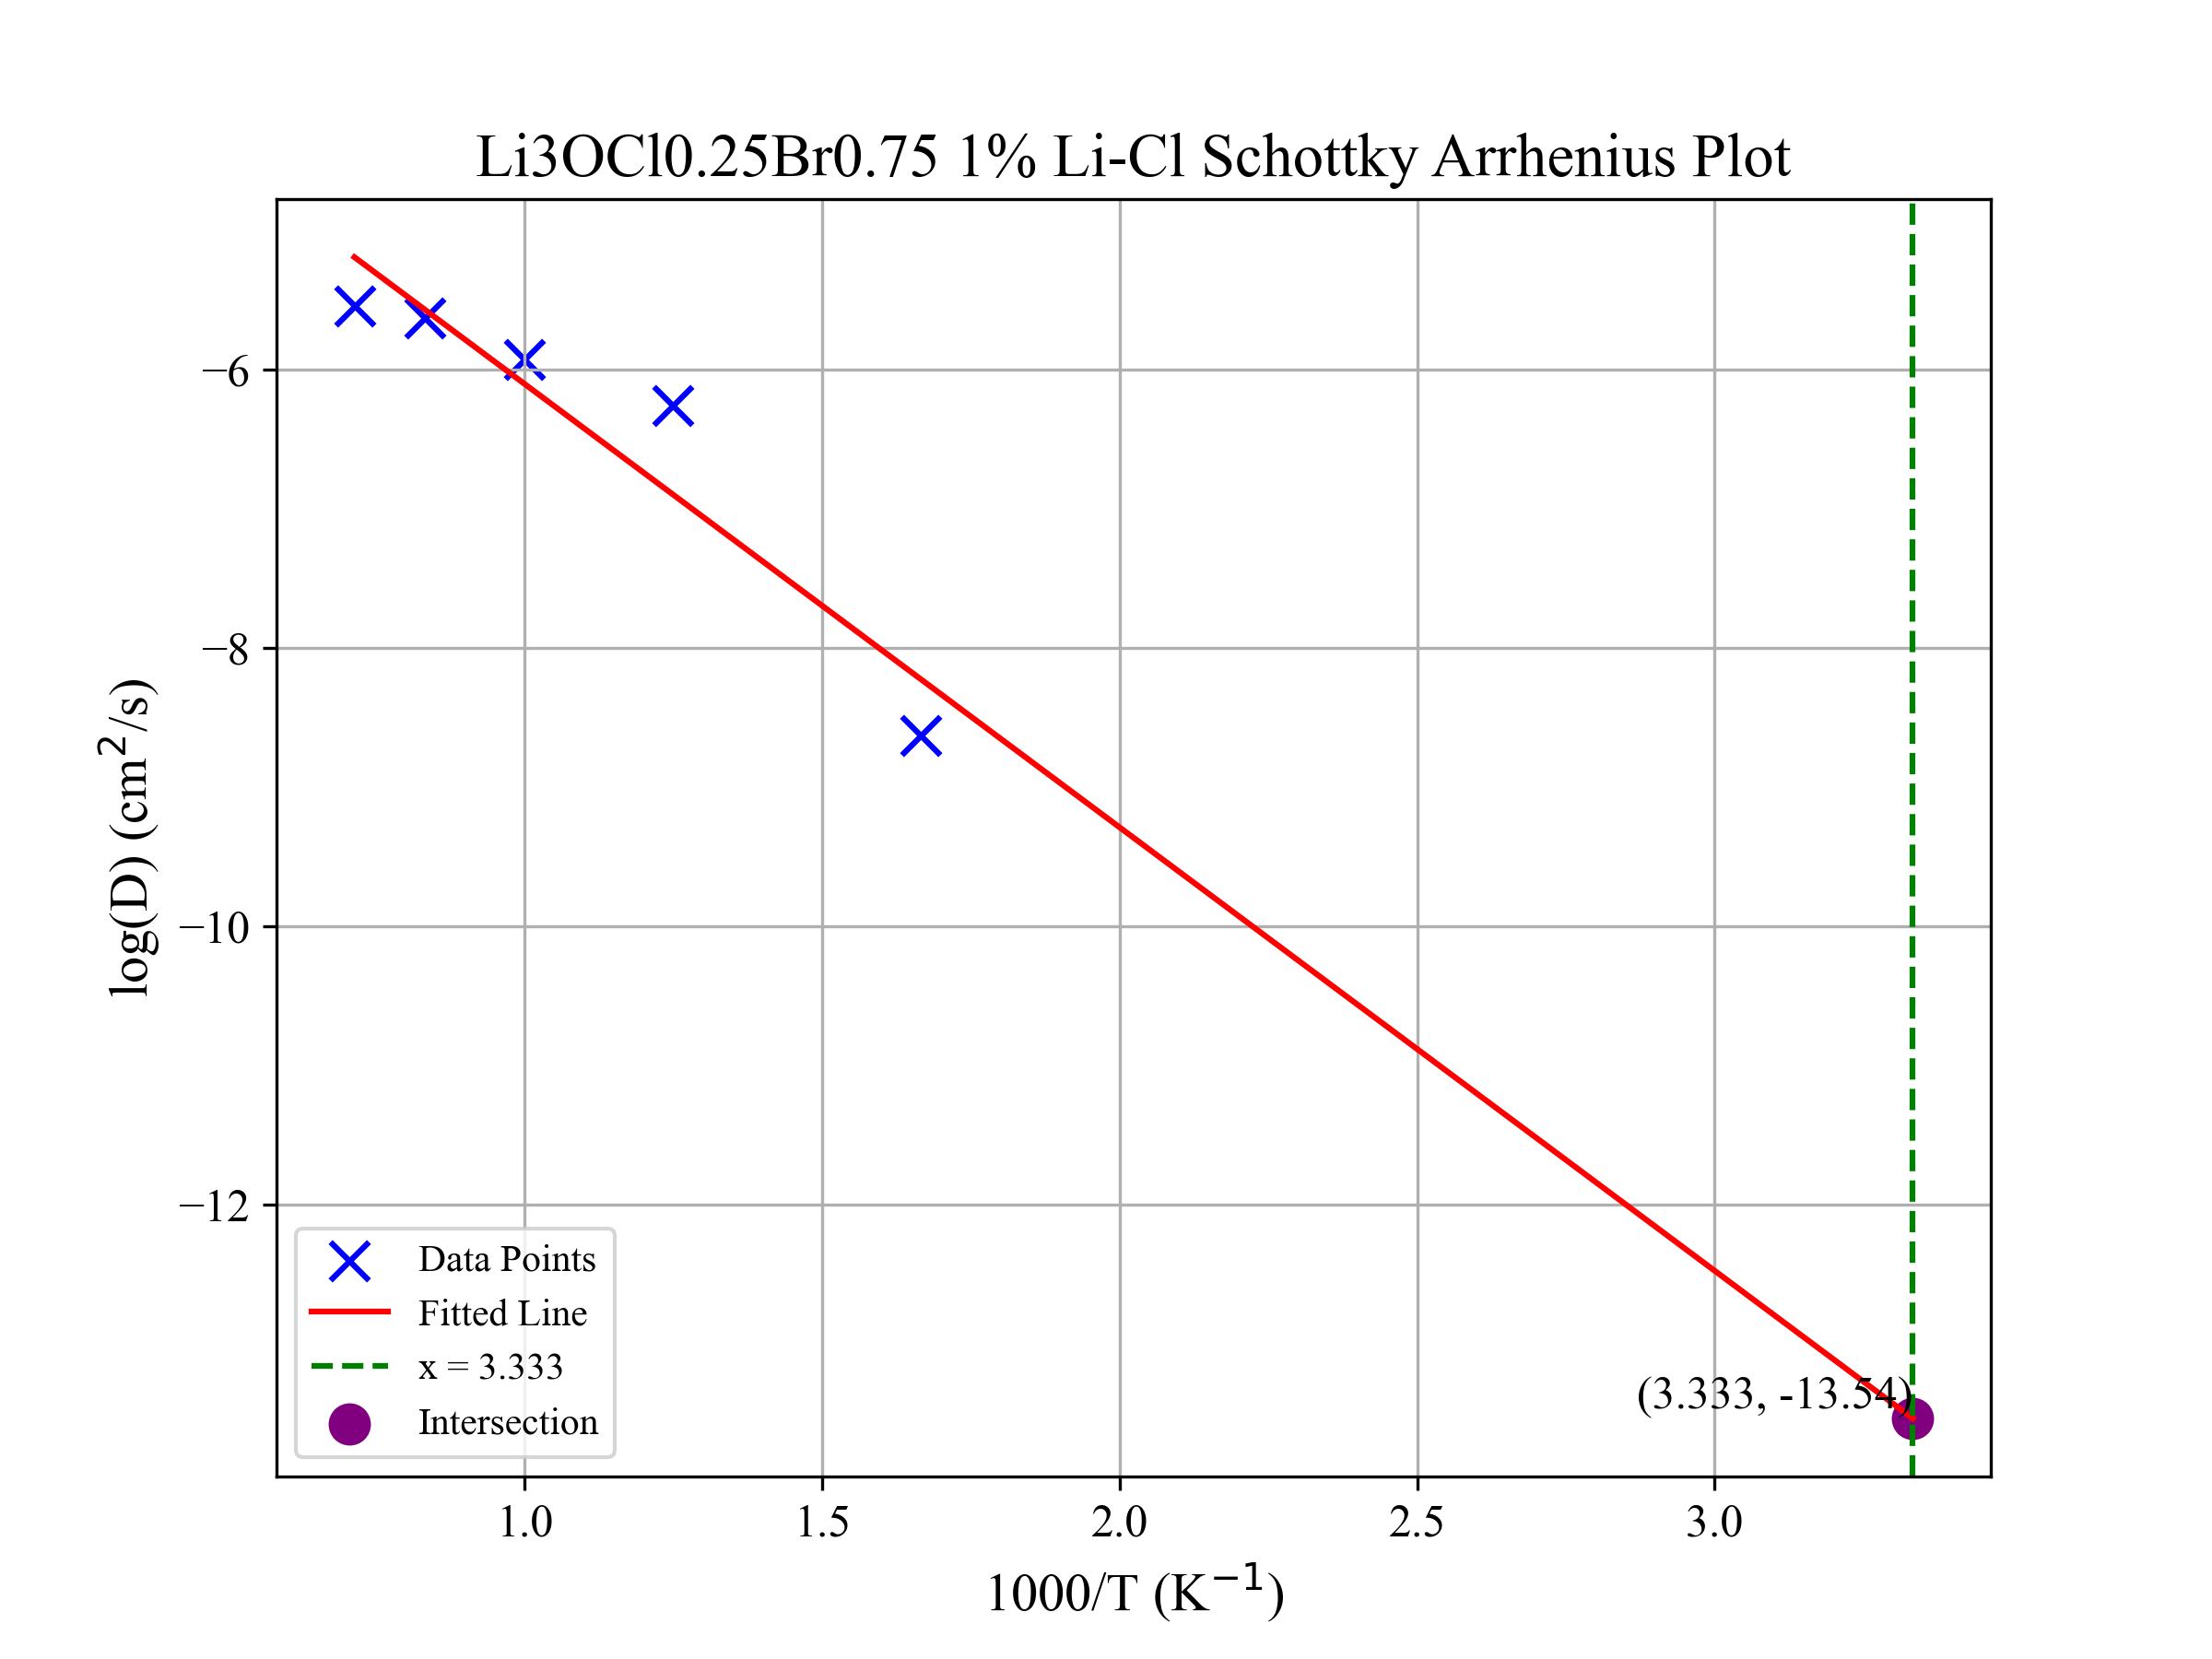 Li3OCl0.25Br0.75 1% Li-Cl Schottky Arrhenius Plot
log(D) (cm²/s)
−6
−8
−10
−12
(3.333, -13.54)
Data Points
Fitted Line
x = 3.333
Intersection
1.0 1.5 2.0 2.5 3.0
1000/T (K⁻¹)